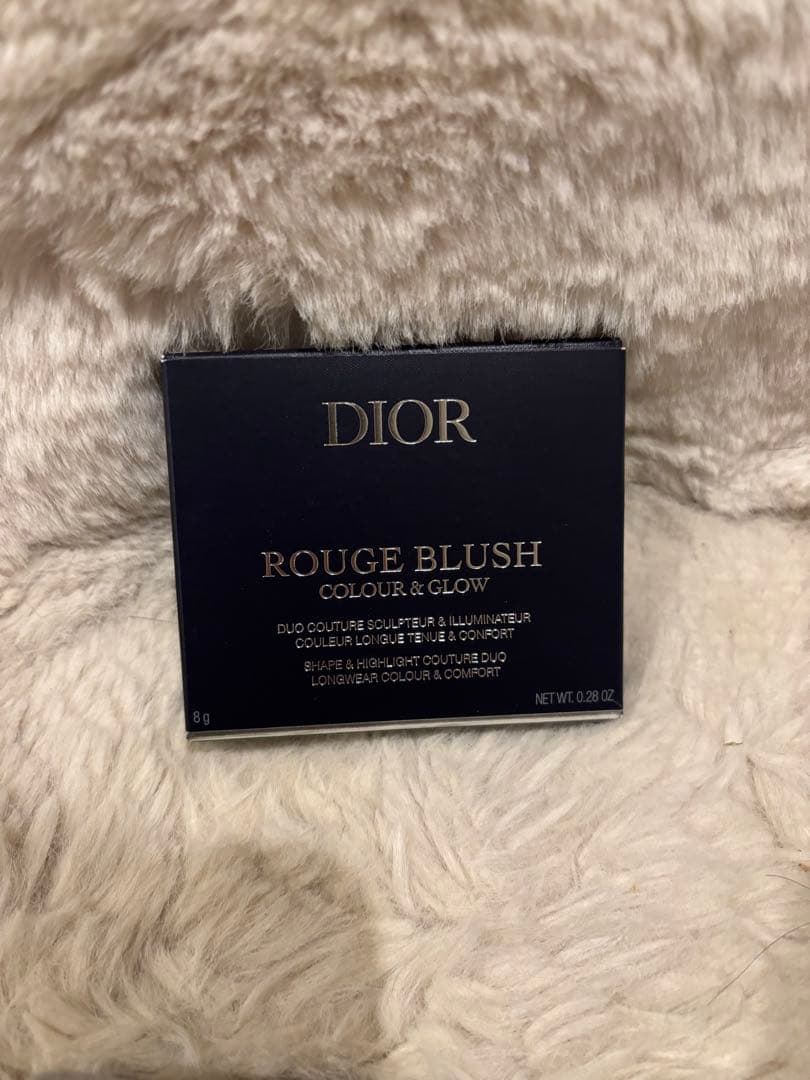 DIOR
ROUGE BLUSH
COLOUR & GLOW
DUO COUTURE SCULPTEUR & ILLUMINATEUR
COULEUR LONGUE TENUE & CONFORT
SHAPE & HIGHLIGHT COUTURE DUO
LONGWEAR COLOUR & COMFORT
8 g
NET WT. 0.28 OZ